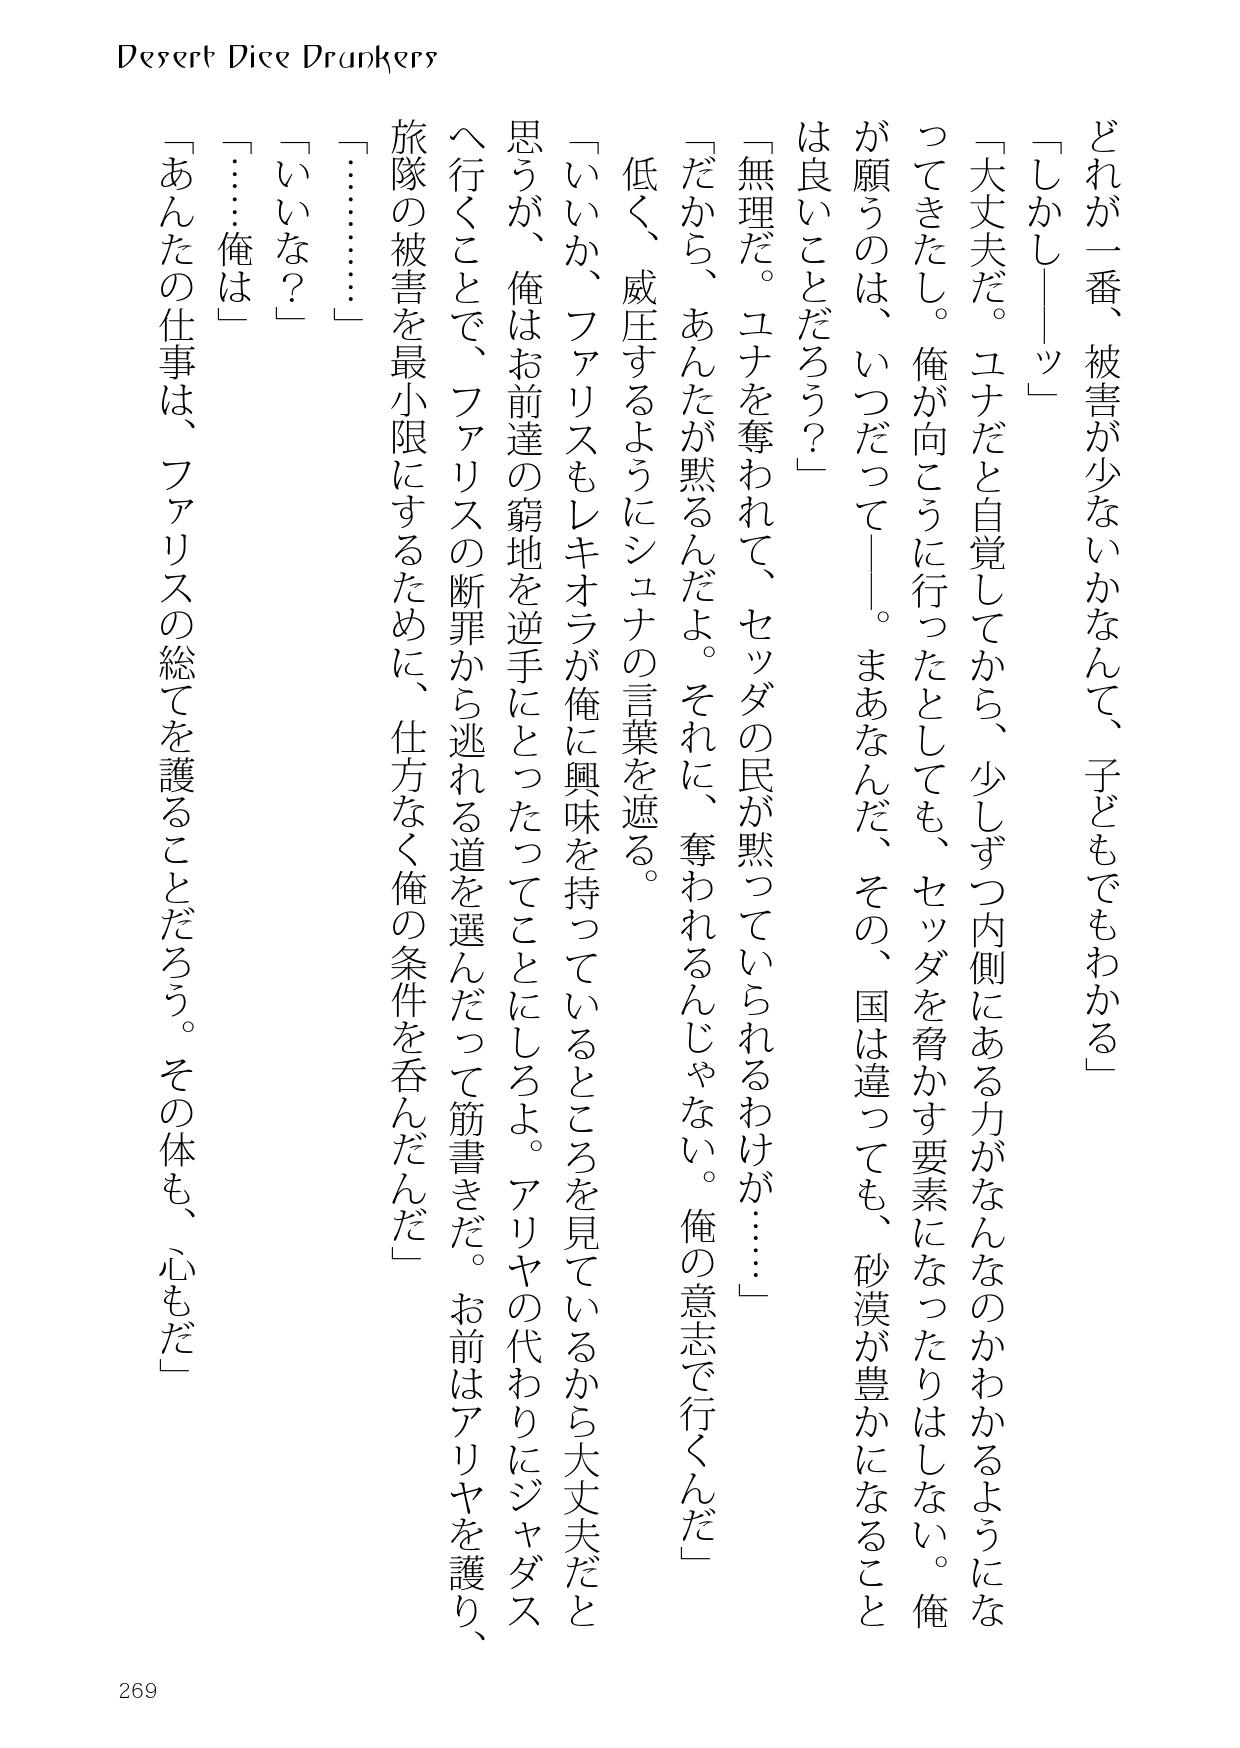 Desert Dice Drunkers
どれが一番、被害が少ないかなんて、子どもでもわかる」
「しかし――ッ」
「大丈夫だ。ユナだと自覚してから、少しずつ内側にある力がなんなのかわかるようにな
ってきたし。俺が向こうに行ったとしても、セッダを脅かす要素になったりはしない。俺
が願うのは、いつだって――。まあなんだ、その、国は違っても、砂漠が豊かになること
は良いことだろう？」
「無理だ。ユナを奪われて、セッダの民が黙っていられるわけが……」
「だから、あんたが黙るんだよ。それに、奪われるんじゃない。俺の意志で行くんだ」
　低く、威圧するようにシュナの言葉を遮る。
「いいか、ファリスもレキオラが俺に興味を持っているところを見ているから大丈夫だと
思うが、俺はお前達の窮地を逆手にとったってことにしろよ。アリヤの代わりにジャダス
へ行くことで、ファリスの断罪から逃れる道を選んだって筋書きだ。お前はアリヤを護り、
旅隊の被害を最小限にするために、仕方なく俺の条件を呑んだんだ」
「…………」
「いいな？」
「……俺は」
「あんたの仕事は、ファリスの総てを護ることだろう。その体も、心もだ」
269